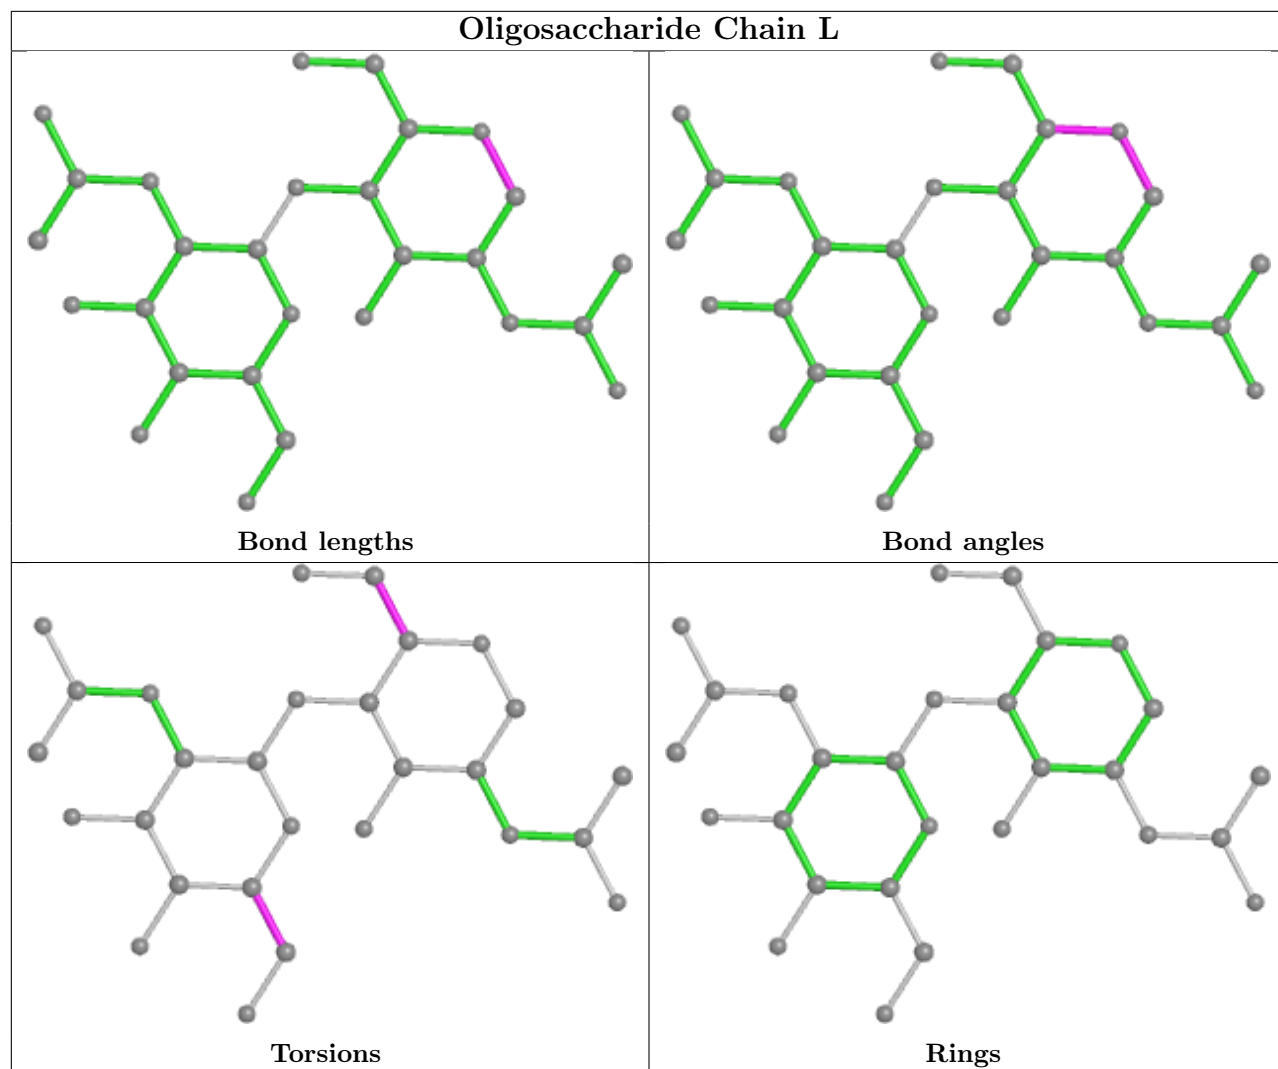 Oligosaccharide Chain L
Bond lengths
Bond angles
Torsions
Rings